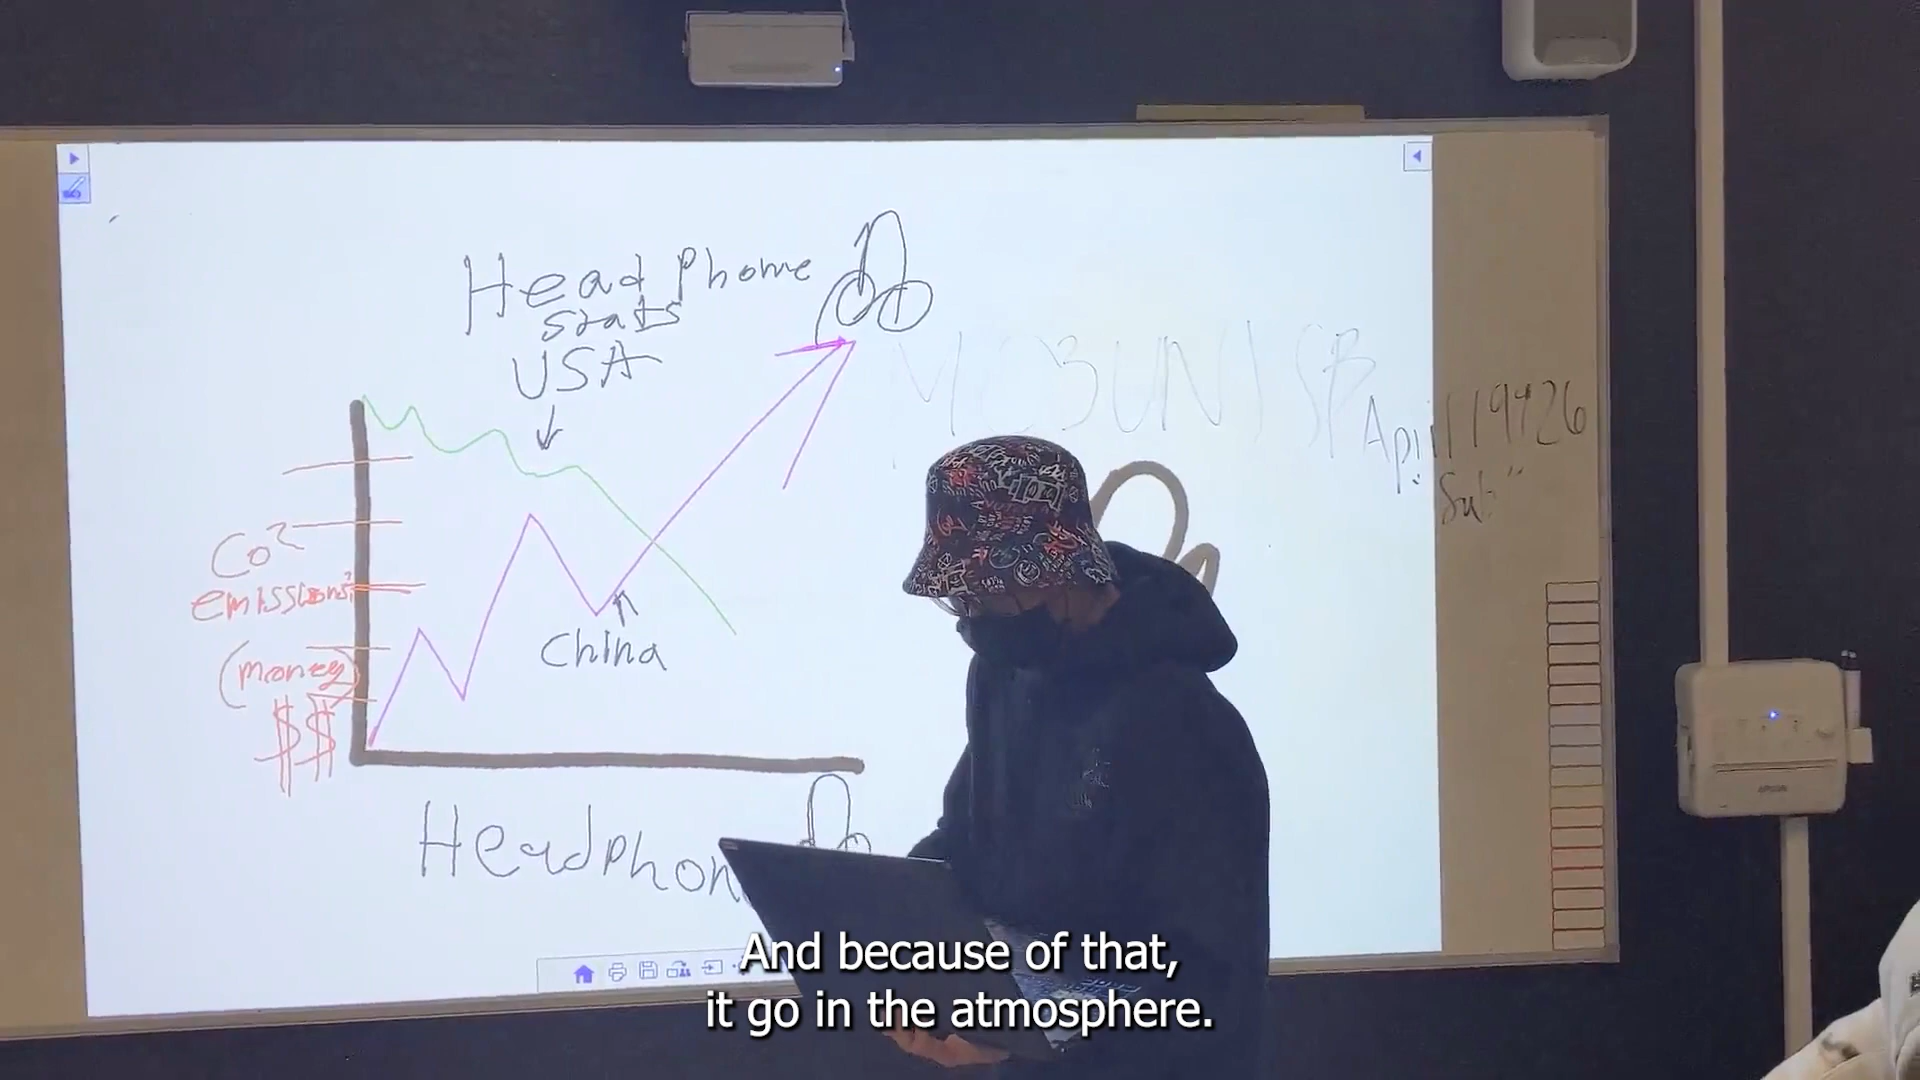 Head Phone
stats
USA
Co²
emissions
(money)
$$
China
Headphon
April 19 26
EPSON
And because of that,
it go in the atmosphere.